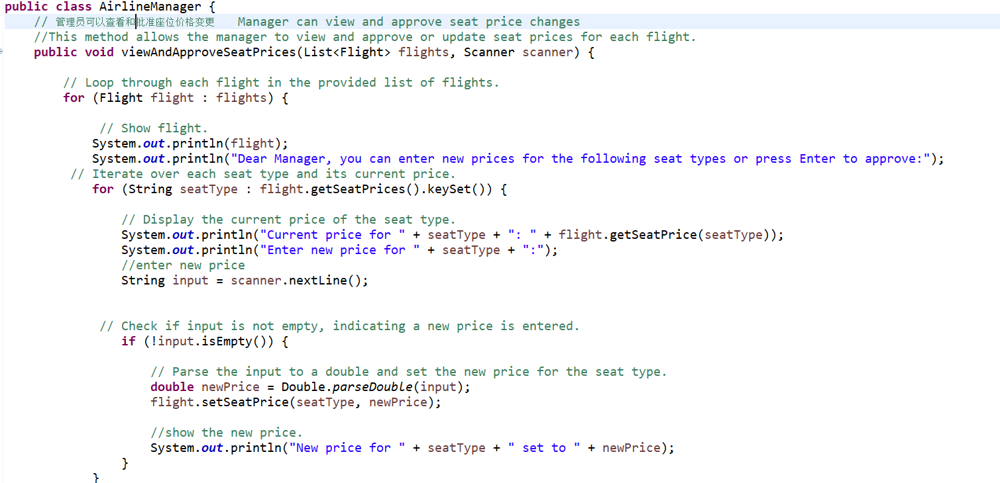 public class AirlineManager {
// 管理员可以查看和批准座位价格变更 Manager can view and approve seat price changes
//This method allows the manager to view and approve or update seat prices for each flight.
public void viewAndApproveSeatPrices(List<Flight> flights, Scanner scanner) {
// Loop through each flight in the provided list of flights.
for (Flight flight : flights) {
// Show flight.
System.out.println(flight);
System.out.println("Dear Manager, you can enter new prices for the following seat types or press Enter to approve:");
// Iterate over each seat type and its current price.
for (String seatType : flight.getSeatPrices().keySet()) {
// Display the current price of the seat type.
System.out.println("Current price for " + seatType + ": " + flight.getSeatPrice(seatType));
System.out.println("Enter new price for " + seatType + ":");
//enter new price
String input = scanner.nextLine();
// Check if input is not empty, indicating a new price is entered.
if (!input.isEmpty()) {
// Parse the input to a double and set the new price for the seat type.
double newPrice = Double.parseDouble(input);
flight.setSeatPrice(seatType, newPrice);
//show the new price.
System.out.println("New price for " + seatType + " set to " + newPrice);
}
}